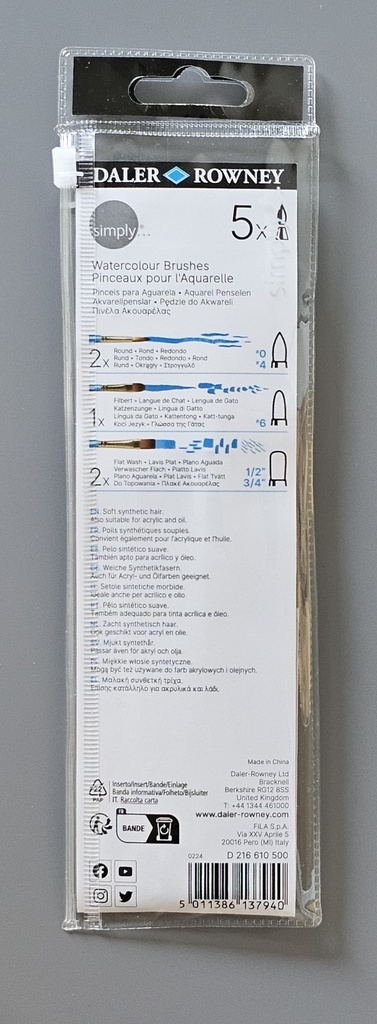 DALER ROWNEY
simply...
5x
Watercolour Brushes
Pinceaux pour l'Aquarelle
Pinceis para Aguarela • Aquarel Penselen
Akvarellpenslar • Pędzle do Akwareli
Πινέλα Ακουαρέλας
2x
Round • Rond • Redondo
Rund • Tondo • Redondo • Rond
Rund • Okrągły • Στρογγυλό
*0
*4
1x
Filbert • Langue de Chat • Lengua de Gato
Katzenzunge • Lingua di Gatto
Lingua da Gato • Kattentong • Katt-tunga
Koci Jezyk • Γλώσσα της Γάτας
*6
2x
Flat Wash • Lavis Plat • Plano Aguada
Verwascher Flach • Piatto Lavis
Plano Aguarela • Plat Lavis • Flat Tvätt
Do Tapowania • Πλακέ Ακουαρέλας
1/2"
3/4"
Soft synthetic hair.
Also suitable for acrylic and oil.
Poils synthétiques souples.
Convient également pour l'acrylique et l'huile.
Pelo sintético suave.
También apto para acrílico y óleo.
Weiche Synthetikfasern.
Auch für Acryl- und Ölfarben geeignet.
Setole sintetiche morbide.
Ideale anche per acrilico e olio.
Pêlo sintético suave.
Também adequado para tinta acrílica e óleo.
Zacht synthetisch haar.
Ook geschikt voor acryl en olie.
Mjukt syntethår.
Passar även för akryl och olja.
Miękkie włosie syntetyczne.
Mogą być też używane do farb akrylowych i olejnych.
Μαλακή συνθετική τρίχα.
Επίσης κατάλληλο για ακρυλικά και λάδι.
Made in China
Daler-Rowney Ltd
Bracknell
Berkshire RG12 8SS
United Kingdom
T: +44 1344 461000
www.daler-rowney.com
FILA S.p.A.
Via XXV Aprile 5
20016 Pero (MI) Italy
PAP
Inserto/Insert/Bande/Einlage
Banda informativa/Folheto/Bijsluiter
IT. Raccolta carta
FR
BANDE
0224
D 216 610 500
5 011386 137940